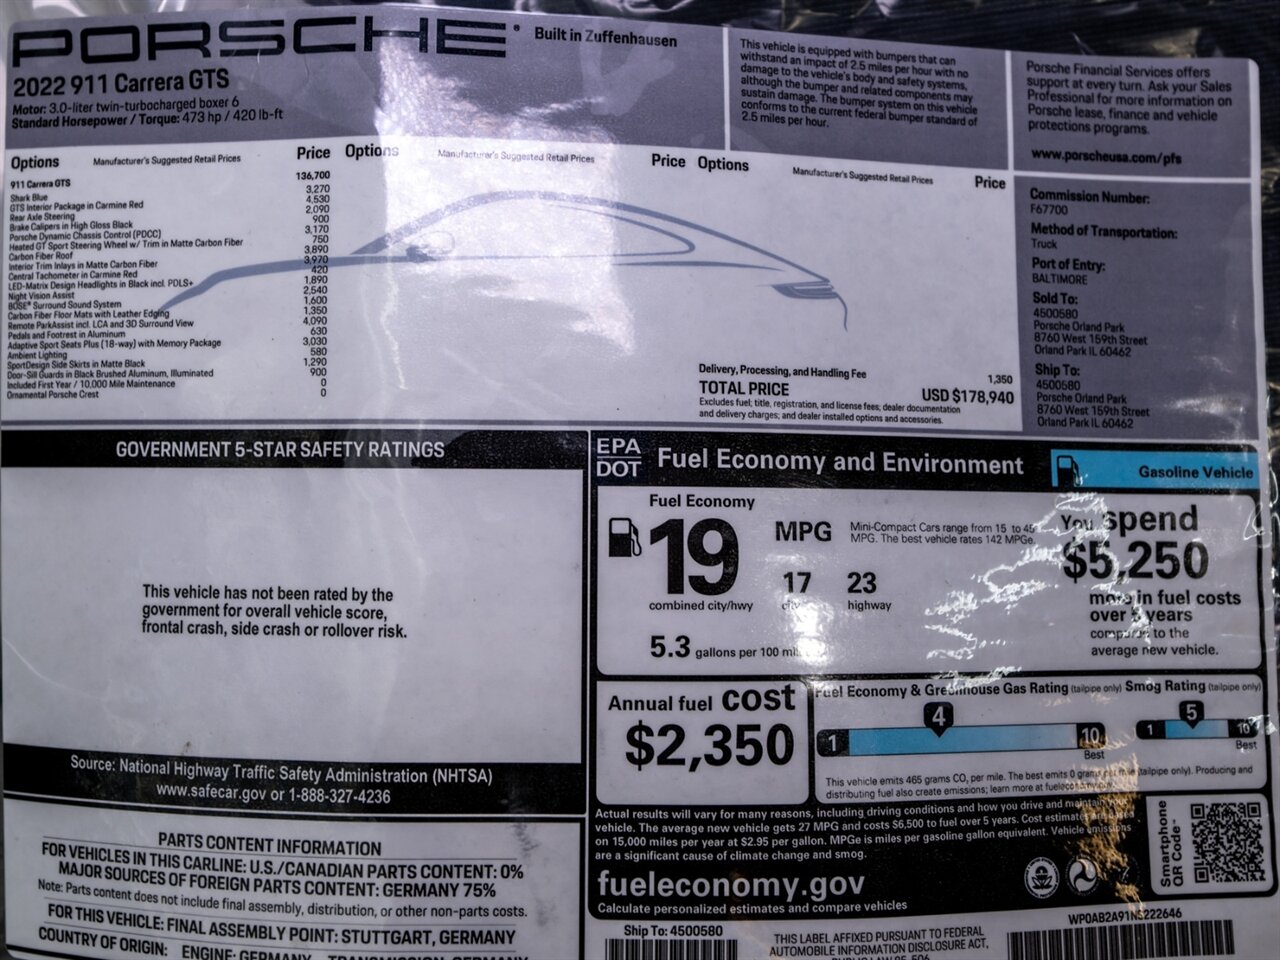 PORSCHE®
Built in Zuffenhausen
2022 911 Carrera GTS
Motor: 3.0-liter twin-turbocharged boxer 6
Standard Horsepower / Torque: 473 hp / 420 lb-ft
This vehicle is equipped with bumpers that can
withstand an impact of 2.5 miles per hour with no
damage to the vehicle's body and safety systems,
although the bumper and related components may
sustain damage. The bumper system on this vehicle
conforms to the current federal bumper standard of
2.5 miles per hour.
Porsche Financial Services offers
support at every turn. Ask your Sales
Professional for more information on
Porsche lease, finance and vehicle
protections programs.
www.porscheusa.com/pfs
Options Manufacturer's Suggested Retail Prices Price Options Manufacturer's Suggested Retail Prices Price Options Manufacturer's Suggested Retail Prices Price
911 Carrera GTS 136,700
Shark Blue 3,270
GTS Interior Package in Carmine Red 4,530
Rear Axle Steering 2,090
Brake Calipers in High Gloss Black 900
Porsche Dynamic Chassis Control (PDCC) 3,170
Heated GT Sport Steering Wheel w/ Trim in Matte Carbon Fiber 750
Carbon Fiber Roof 3,890
Interior Trim Inlays in Matte Carbon Fiber 3,970
Central Tachometer in Carmine Red 420
LED-Matrix Design Headlights in Black incl. PDLS+ 1,890
Night Vision Assist 2,540
BOSE® Surround Sound System 1,600
Carbon Fiber Floor Mats with Leather Edging 1,350
Remote ParkAssist incl. LCA and 3D Surround View 4,090
Pedals and Footrest in Aluminum 630
Adaptive Sport Seats Plus (18-way) with Memory Package 3,030
Ambient Lighting 580
SportDesign Side Skirts in Matte Black 1,290
Door-Sill Guards in Black Brushed Aluminum, Illuminated 900
Included First Year / 10,000 Mile Maintenance 0
Ornamental Porsche Crest 0
Delivery, Processing, and Handling Fee 1,350
TOTAL PRICE USD $178,940
Excludes fuel, title, registration, and license fees; dealer documentation
and delivery charges; and dealer installed options and accessories.
Commission Number:
F67700
Method of Transportation:
Truck
Port of Entry:
BALTIMORE
Sold To:
4500580
Porsche Orland Park
8760 West 159th Street
Orland Park IL 60462
Ship To:
4500580
Porsche Orland Park
8760 West 159th Street
Orland Park IL 60462
GOVERNMENT 5-STAR SAFETY RATINGS
This vehicle has not been rated by the
government for overall vehicle score,
frontal crash, side crash or rollover risk.
Source: National Highway Traffic Safety Administration (NHTSA)
www.safecar.gov or 1-888-327-4236
PARTS CONTENT INFORMATION
FOR VEHICLES IN THIS CARLINE: U.S./CANADIAN PARTS CONTENT: 0%
MAJOR SOURCES OF FOREIGN PARTS CONTENT: GERMANY 75%
Note: Parts content does not include final assembly, distribution, or other non-parts costs.
FOR THIS VEHICLE: FINAL ASSEMBLY POINT: STUTTGART, GERMANY
COUNTRY OF ORIGIN: ENGINE: GERMANY TRANSMISSION: GERMANY
EPA
DOT
Fuel Economy and Environment
Gasoline Vehicle
Fuel Economy
19 MPG
combined city/hwy
17
city
23
highway
5.3 gallons per 100 miles
Mini-Compact Cars range from 15 to 45
MPG. The best vehicle rates 142 MPGe.
You spend
$5,250
more in fuel costs
over 5 years
compared to the
average new vehicle.
Annual fuel cost
$2,350
Fuel Economy & Greenhouse Gas Rating (tailpipe only) Smog Rating (tailpipe only)
4
1 10
Best
5
1 10
Best
This vehicle emits 465 grams CO₂ per mile. The best emits 0 grams per mile (tailpipe only). Producing and
distributing fuel also create emissions; learn more at fueleconomy.gov.
Actual results will vary for many reasons, including driving conditions and how you drive and maintain your
vehicle. The average new vehicle gets 27 MPG and costs $6,500 to fuel over 5 years. Cost estimates are based
on 15,000 miles per year at $2.95 per gallon. MPGe is miles per gasoline gallon equivalent. Vehicle emissions
are a significant cause of climate change and smog.
fueleconomy.gov
Calculate personalized estimates and compare vehicles
Smartphone
QR Code™
Ship To: 4500580
THIS LABEL AFFIXED PURSUANT TO FEDERAL
AUTOMOBILE INFORMATION DISCLOSURE ACT,
WP0AB2A91NS222646